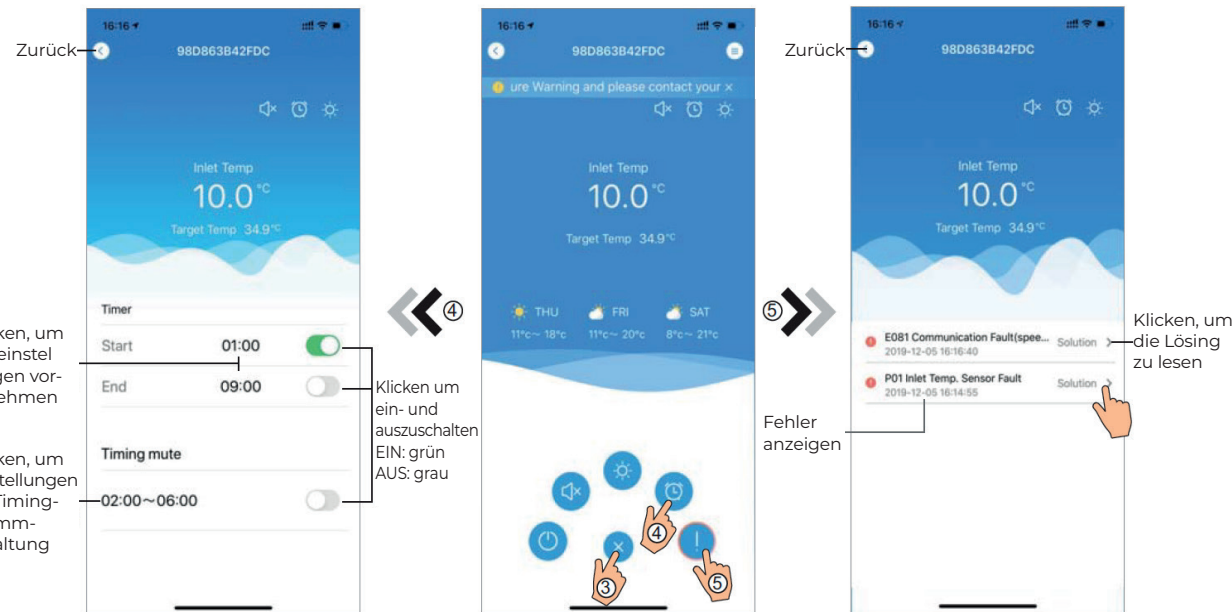 Zurück
16:16
98D863B42FDC
Inlet Temp
10.0 °C
Target Temp 34.9 °C
Timer
Start 01:00
End 09:00
Timing mute
02:00～06:00
um
vor-
nehmen
um
Timing-
Klicken um
ein- und
auszuschalten
EIN: grün
AUS: grau
④
16:16
98D863B42FDC
ure Warning and please contact your ×
Inlet Temp
10.0 °C
Target Temp 34.9 °C
THU FRI SAT
11°c～ 18°c 11°c～ 20°c 8°c～ 21°c
④
③
⑤
⑤
Zurück
16:16
98D863B42FDC
Inlet Temp
10.0 °C
Target Temp 34.9 °C
E081 Communication Fault(spee... Solution
2019-12-05 16:16:40
P01 Inlet Temp. Sensor Fault Solution
2019-12-05 16:14:55
Klicken, um
die Lösing
zu lesen
Fehler
anzeigen